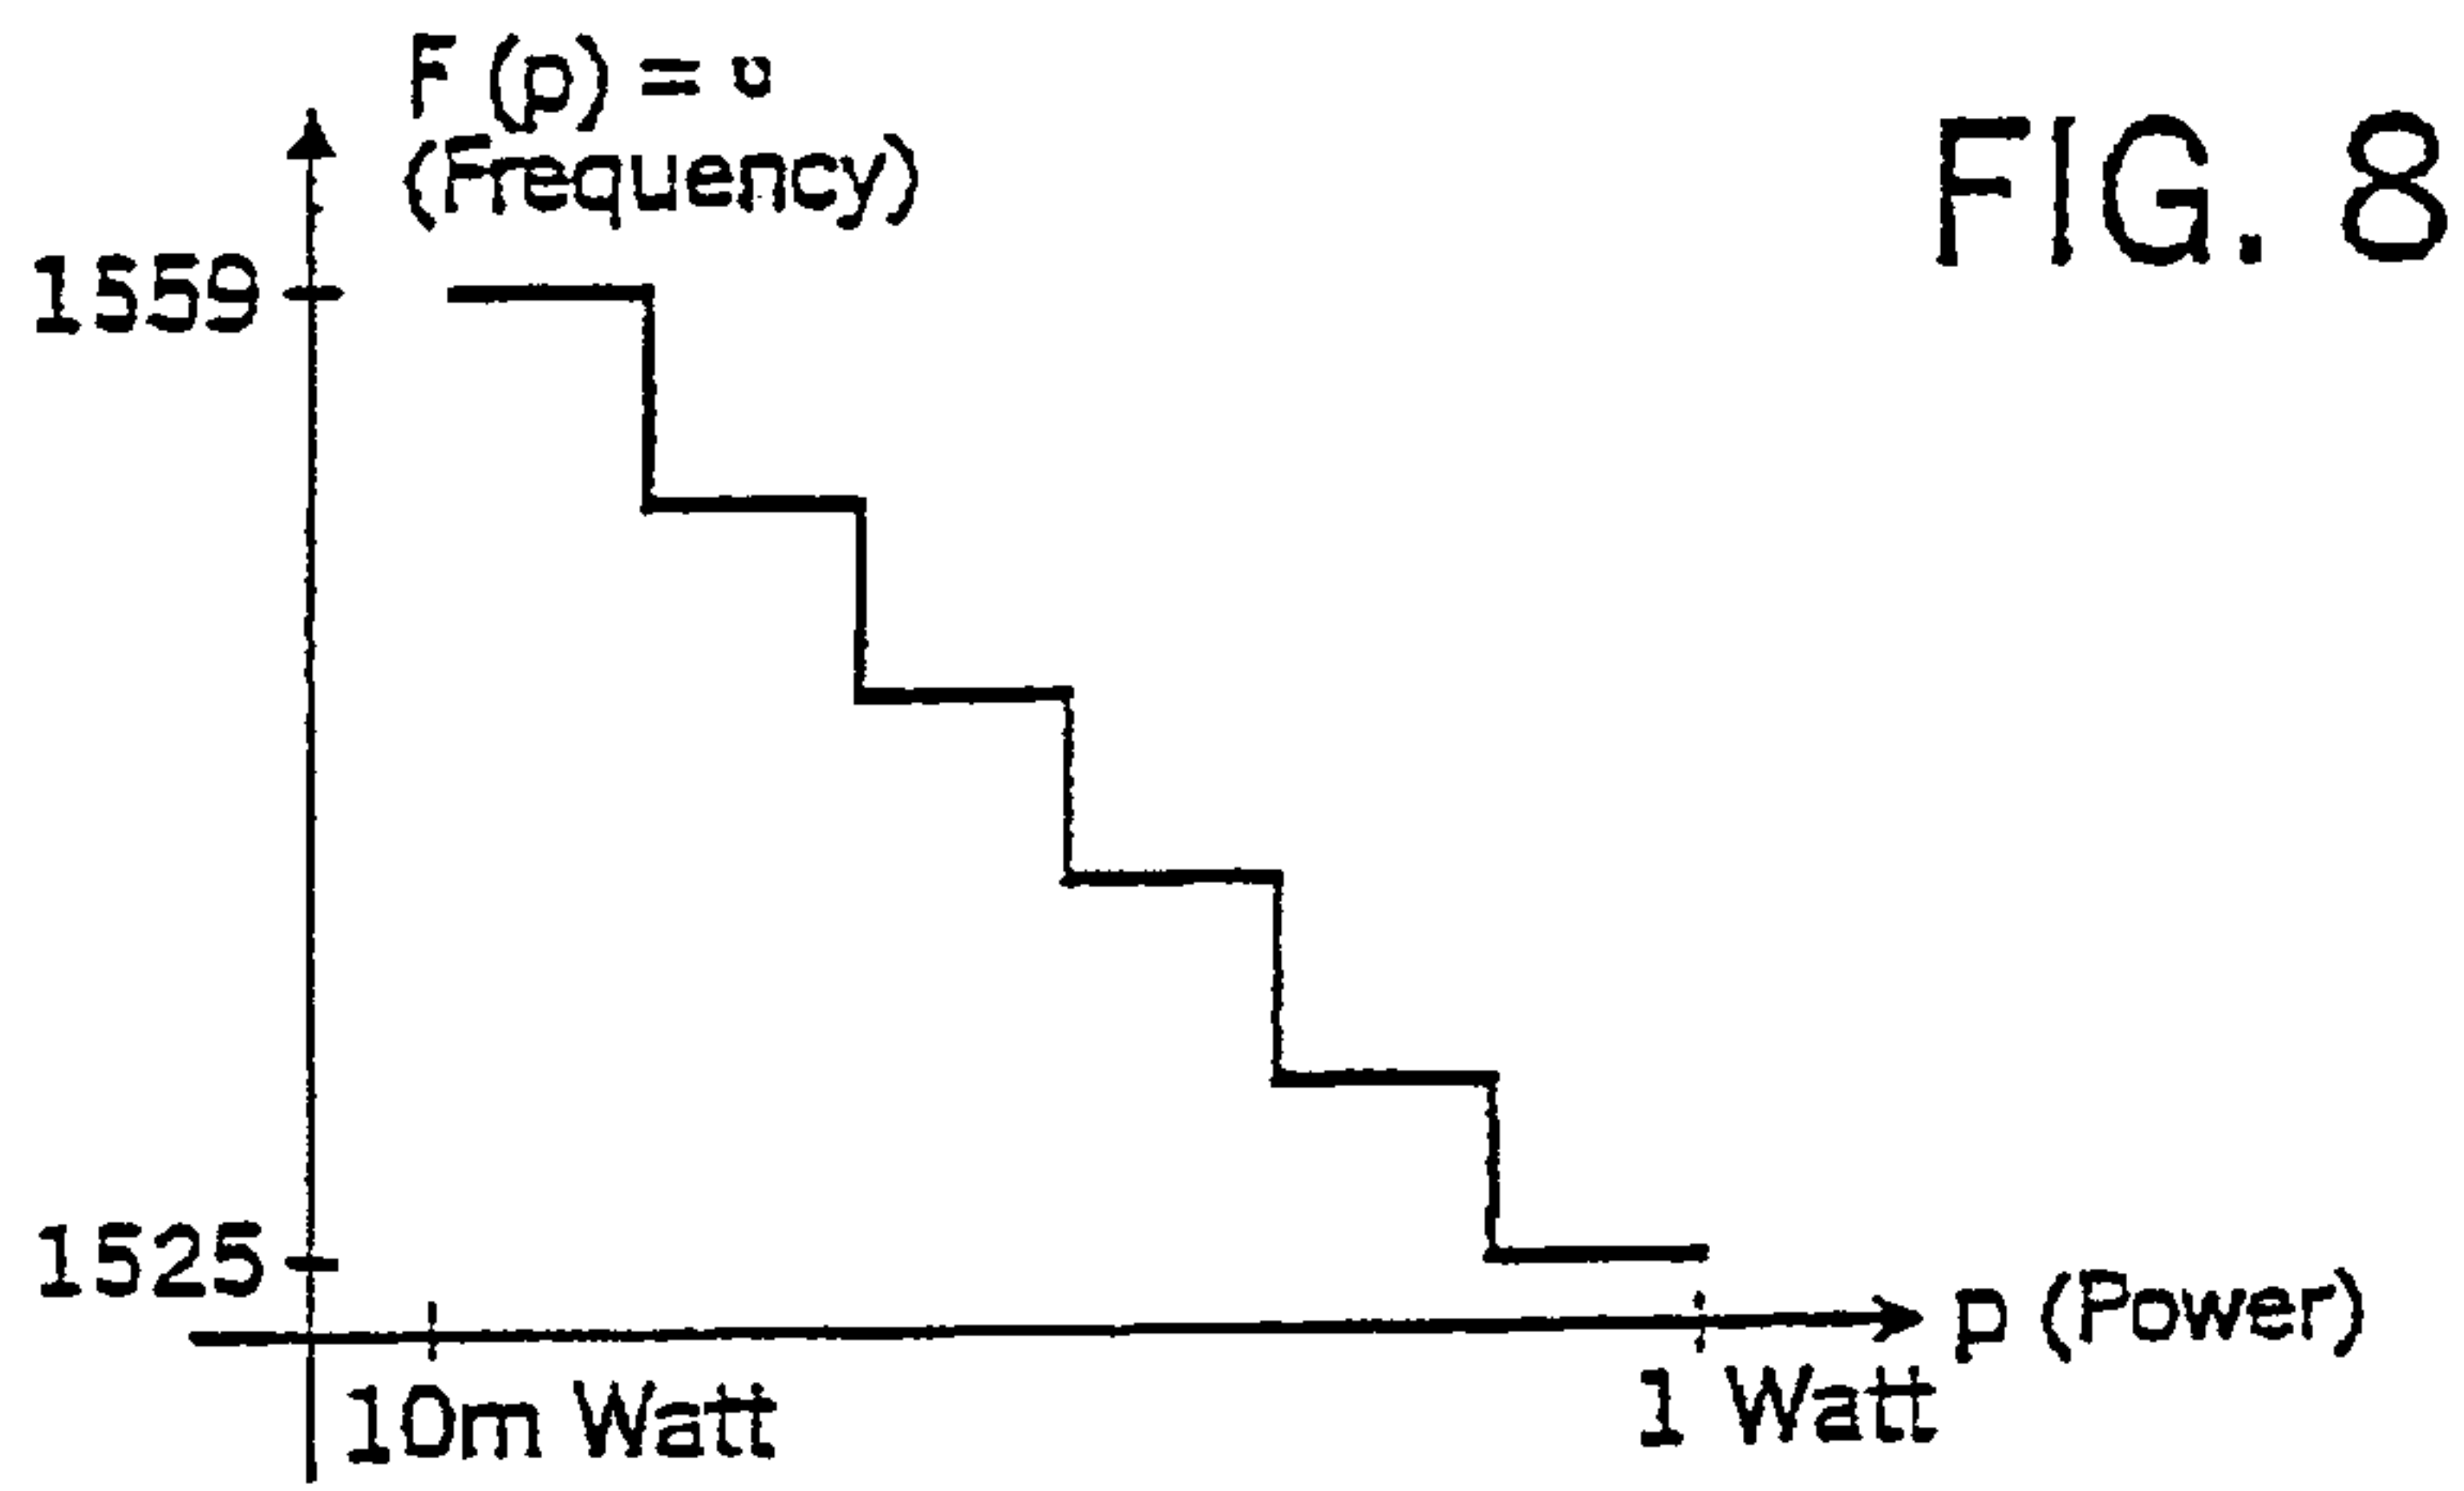 F (p) = o
(Frequency)
FIG. 8
1559
1525
p (Power)
10m Watt
1 Watt